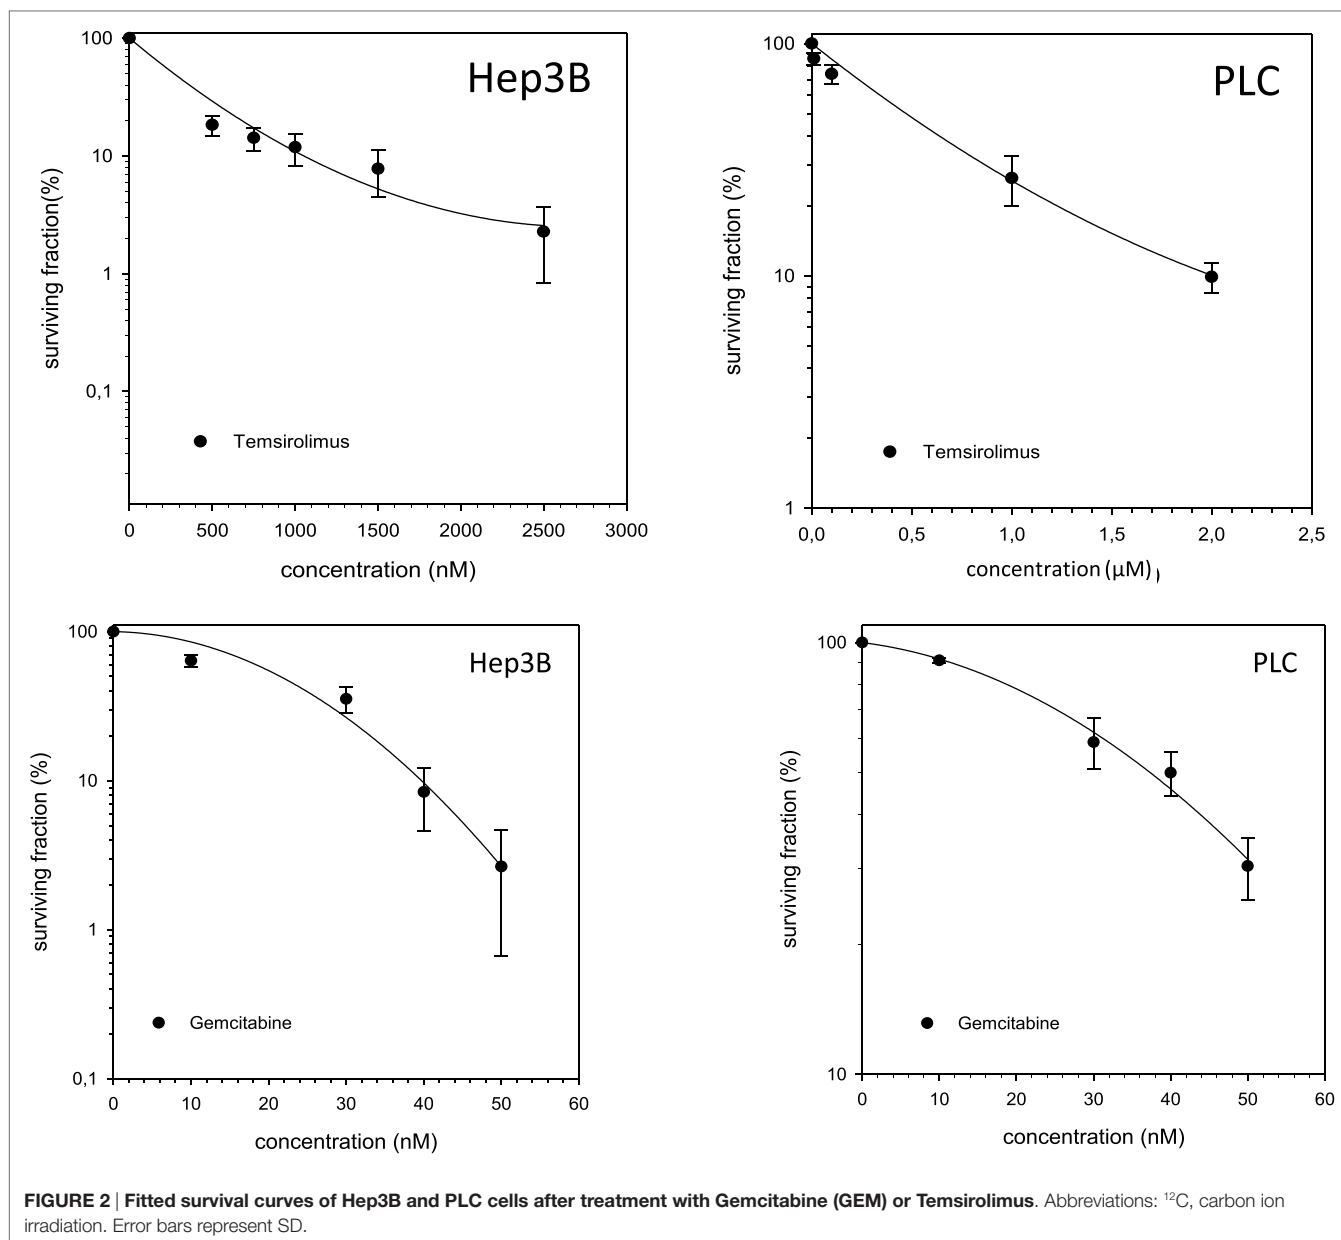 Hep3B
100
10
1
0,1
surviving fraction(%)
Temsirolimus
0 500 1000 1500 2000 2500 3000
concentration (nM)
PLC
100
10
1
surviving fraction (%)
Temsirolimus
0,0 0,5 1,0 1,5 2,0 2,5
concentration (µM) )
Hep3B
100
10
1
0,1
surviving fraction (%)
Gemcitabine
0 10 20 30 40 50 60
concentration (nM)
PLC
100
10
surviving fraction (%)
Gemcitabine
0 10 20 30 40 50 60
concentration (nM)
FIGURE 2 | Fitted survival curves of Hep3B and PLC cells after treatment with Gemcitabine (GEM) or Temsirolimus. Abbreviations: ¹²C, carbon ion
irradiation. Error bars represent SD.